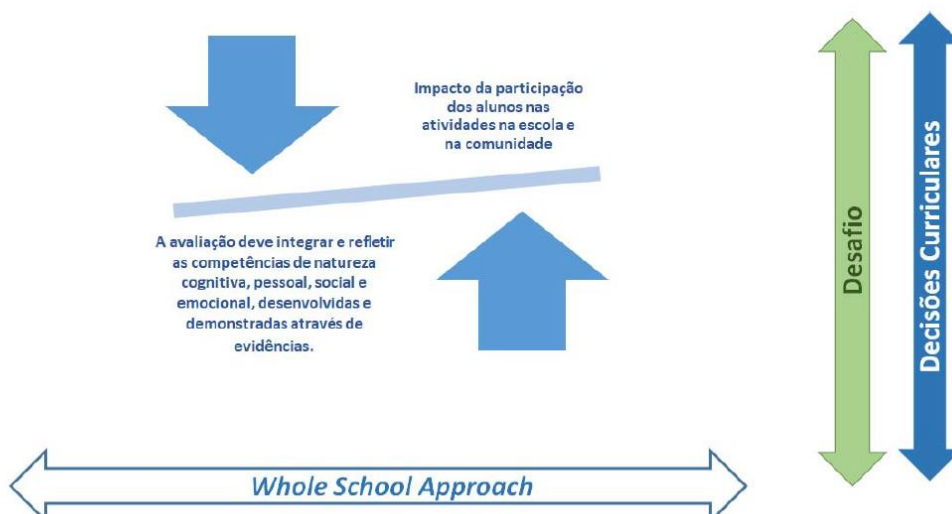 Impacto da participação
dos alunos nas
atividades na escola e
na comunidade
A avaliação deve integrar e refletir
as competências de natureza
cognitiva, pessoal, social e
emocional, desenvolvidas e
demonstradas através de
evidências.
Desafio
Decisões Curriculares
Whole School Approach